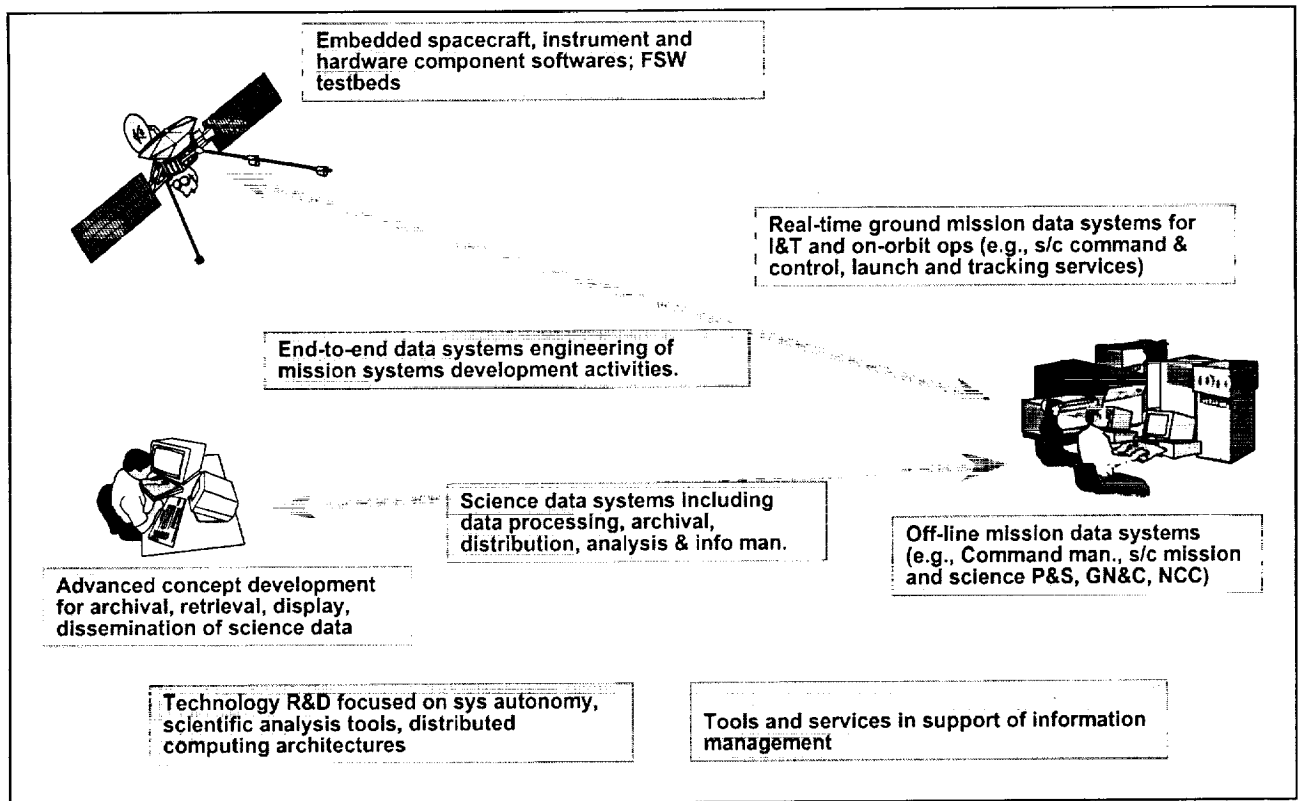 Embedded spacecraft, instrument and
hardware component softwares; FSW
testbeds
Real-time ground mission data systems for
I&T and on-orbit ops (e.g., s/c command &
control, launch and tracking services)
End-to-end data systems engineering of
mission systems development activities.
Science data systems including
data processing, archival,
distribution, analysis & info man.
Off-line mission data systems
(e.g., Command man., s/c mission
and science P&S, GN&C, NCC)
Advanced concept development
for archival, retrieval, display,
dissemination of science data
Technology R&D focused on sys autonomy,
scientific analysis tools, distributed
computing architectures
Tools and services in support of information
management